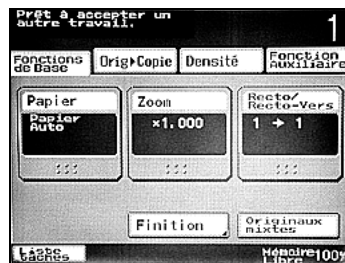 Prêt à accepter un
autre travail.
1
Fonctions
de Base
Orig▸Copie
Densité
Fonction
Auxiliaire
Papier
Zoom
Recto/
Recto-Vers
Papier
Auto
×1.000
1 → 1
Finition
Originaux
mixtes
Liste
tâches
Mémoire
Libre 100%